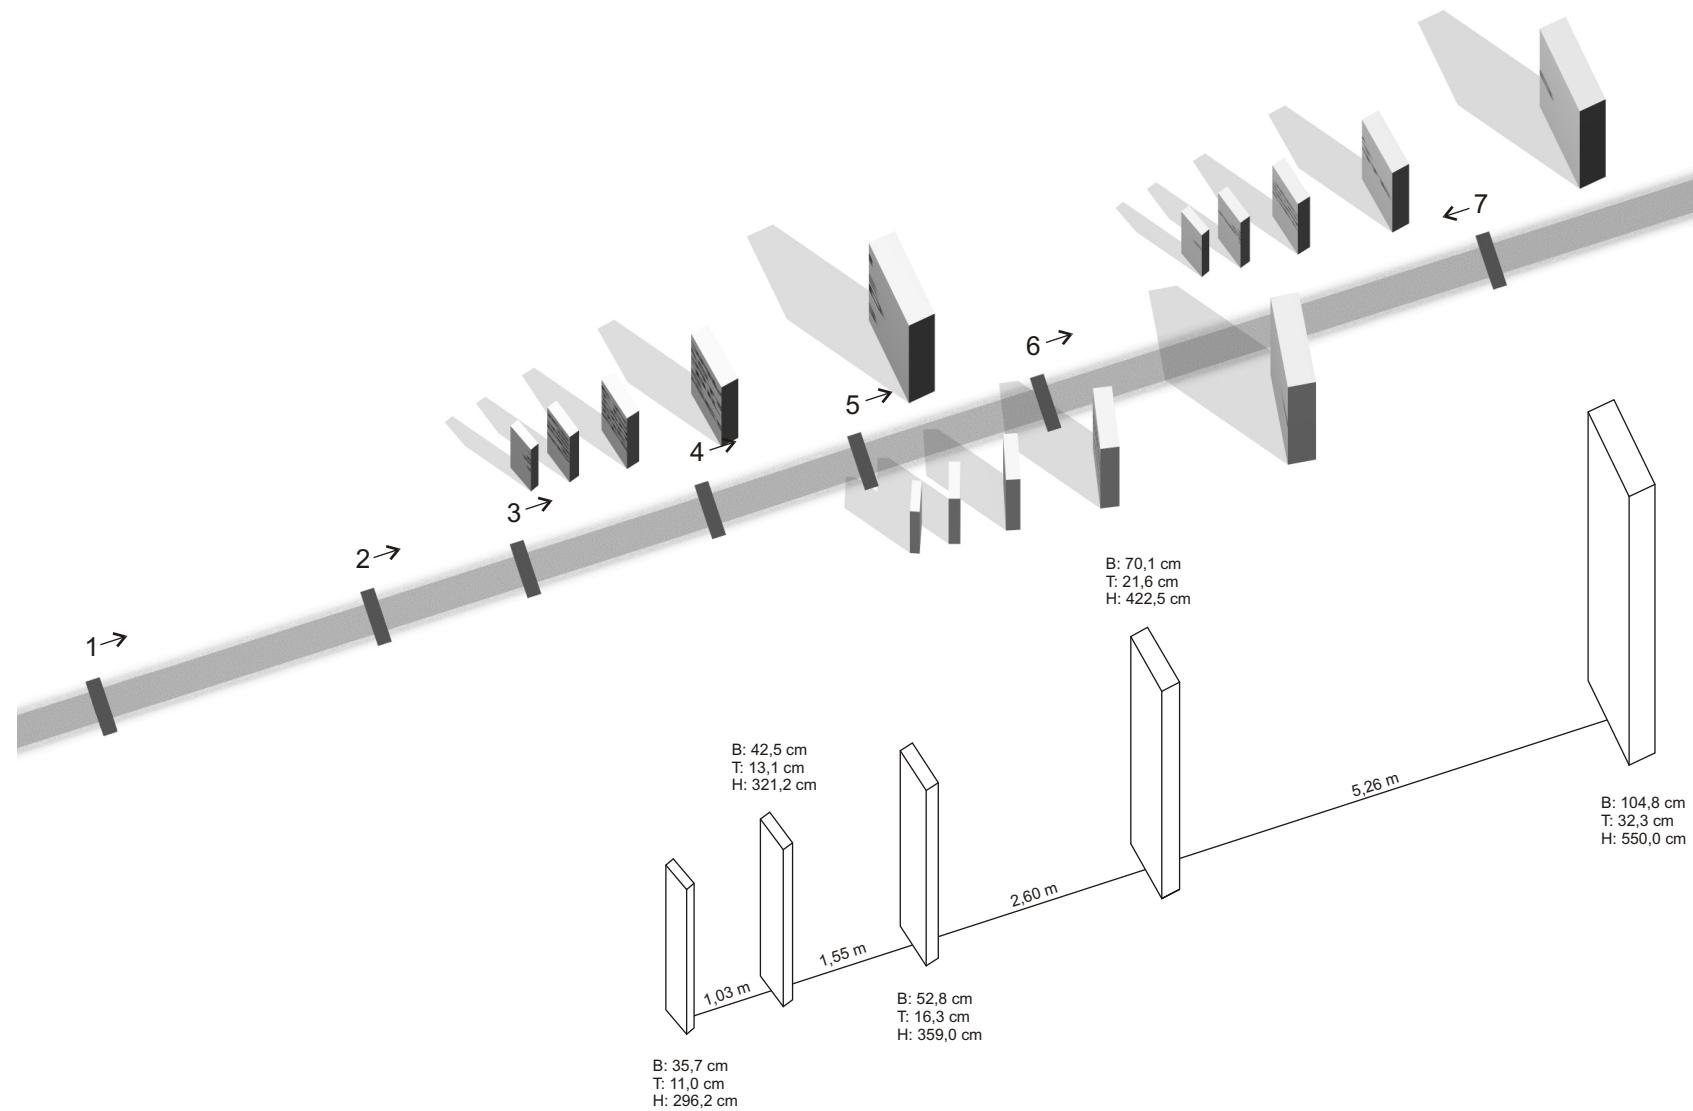 7
6
5
4
3
2
1
B: 70,1 cm
T: 21,6 cm
H: 422,5 cm
B: 42,5 cm
T: 13,1 cm
H: 321,2 cm
5,26 m
B: 104,8 cm
T: 32,3 cm
H: 550,0 cm
2,60 m
1,55 m
1,03 m
B: 52,8 cm
T: 16,3 cm
H: 359,0 cm
B: 35,7 cm
T: 11,0 cm
H: 296,2 cm